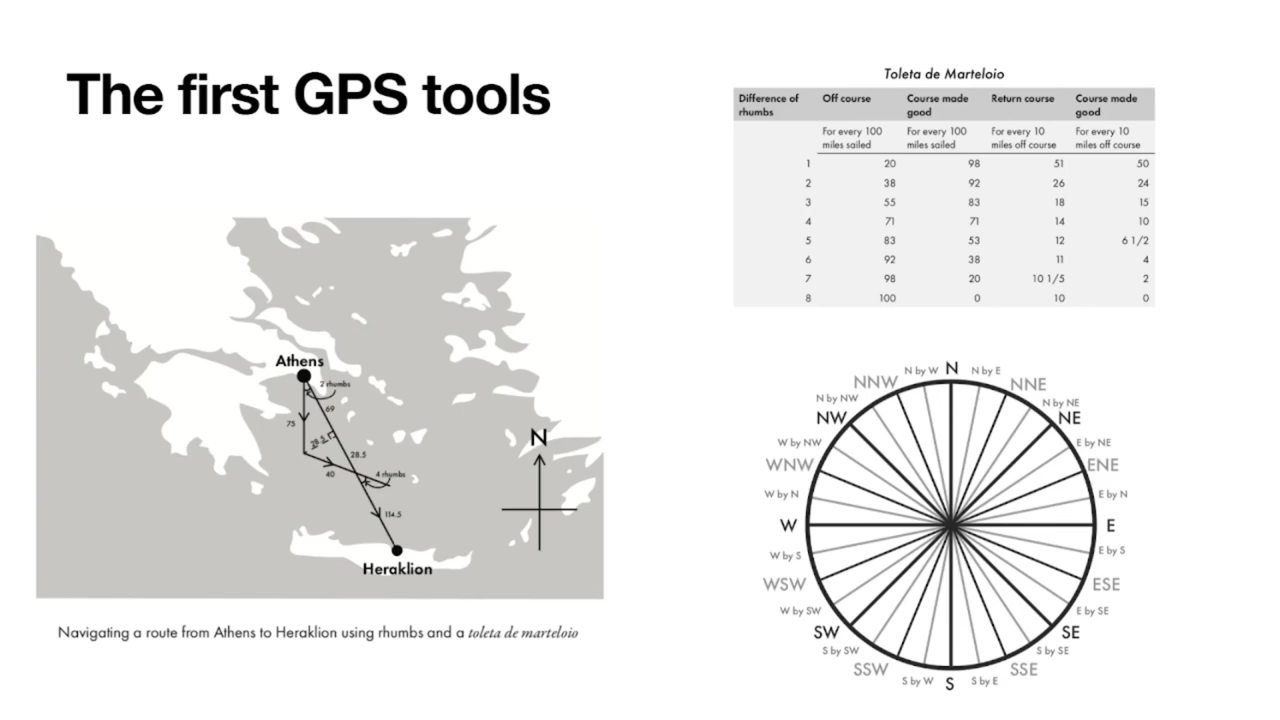 The first GPS tools
Athens
2 rhumbs
69
75
28.5
28.5
40
4 rhumbs
114.5
N
Heraklion
Navigating a route from Athens to Heraklion using rhumbs and a toleta de marteloio
Toleta de Marteloio
Difference of rhumbs Off course Course made good Return course Course made good
For every 100 miles sailed For every 100 miles sailed For every 10 miles off course For every 10 miles off course
1 20 98 51 50
2 38 92 26 24
3 55 83 18 15
4 71 71 14 10
5 83 53 12 6 1/2
6 92 38 11 4
7 98 20 10 1/5 2
8 100 0 10 0
N by W N N by E
NNW NNE
N by NW N by NE
NW NE
W by NW E by NE
WNW ENE
W by N E by N
W E
W by S E by S
WSW ESE
W by SW E by SE
SW SE
S by SW S by SE
SSW SSE
S by W S S by E